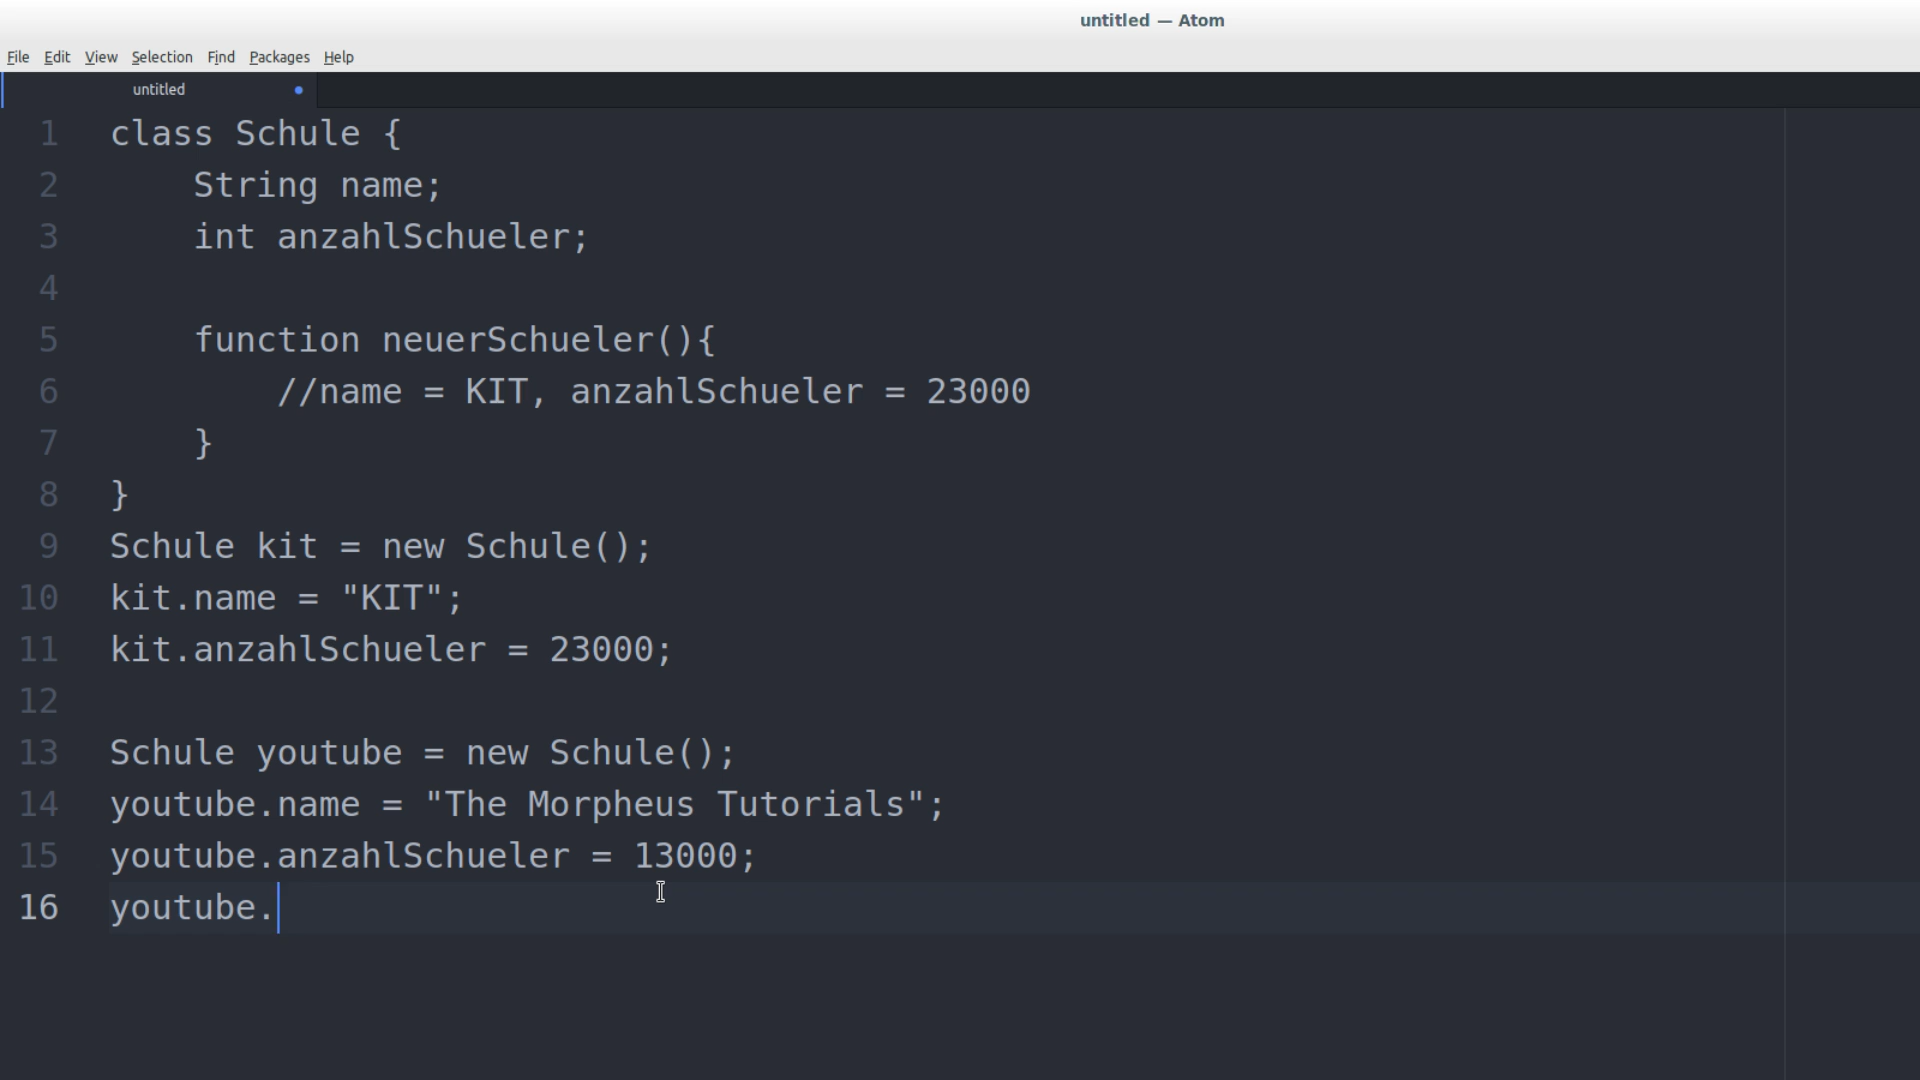 untitled — Atom
File Edit View Selection Find Packages Help
untitled
1 class Schule {
2     String name;
3     int anzahlSchueler;
4
5     function neuerSchueler(){
6         //name = KIT, anzahlSchueler = 23000
7     }
8 }
9 Schule kit = new Schule();
10 kit.name = "KIT";
11 kit.anzahlSchueler = 23000;
12
13 Schule youtube = new Schule();
14 youtube.name = "The Morpheus Tutorials";
15 youtube.anzahlSchueler = 13000;
16 youtube.